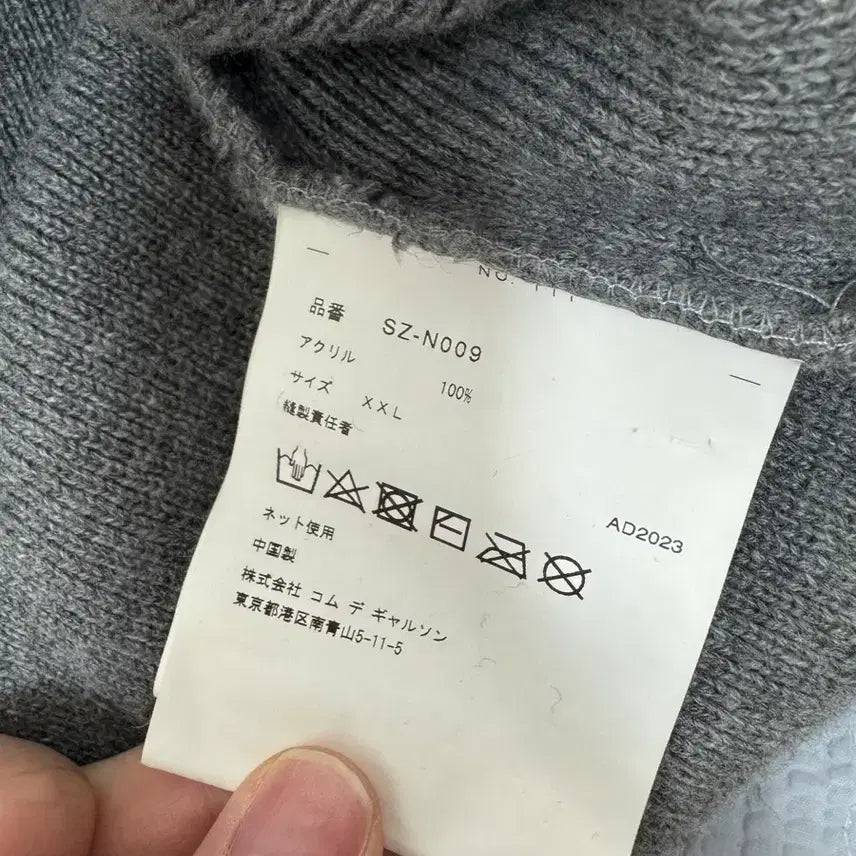 NO. 111
品番 SZ-N009
アクリル 100%
サイズ XXL
縫製責任者
AD2023
ネット使用
中国製
株式会社 コム デ ギャルソン
東京都港区南青山5-11-5